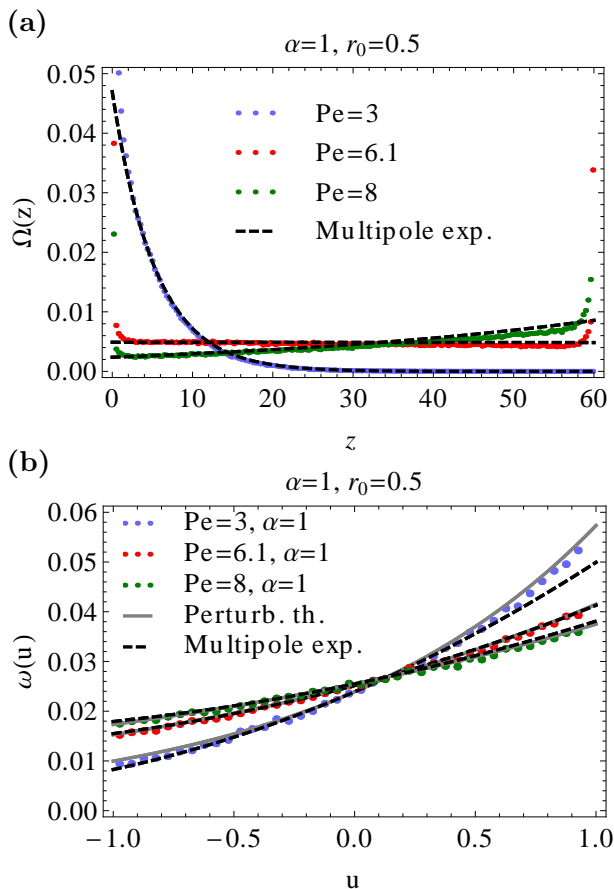 (a)
α=1, r₀=0.5
Ω(z)
0.05
0.04
0.03
0.02
0.01
0.00
Pe=3
Pe=6.1
Pe=8
Multipole exp.
0 10 20 30 40 50 60
z
(b)
α=1, r₀=0.5
ω(u)
0.06
0.05
0.04
0.03
0.02
0.01
0.00
Pe=3, α=1
Pe=6.1, α=1
Pe=8, α=1
Perturb. th.
Multipole exp.
−1.0 −0.5 0.0 0.5 1.0
u